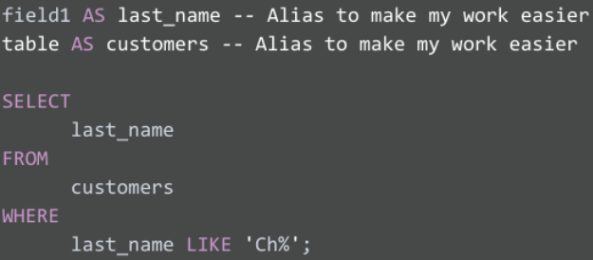 field1 AS last_name -- Alias to make my work easier
table AS customers -- Alias to make my work easier
SELECT
last_name
FROM
customers
WHERE
last_name LIKE 'Ch%';